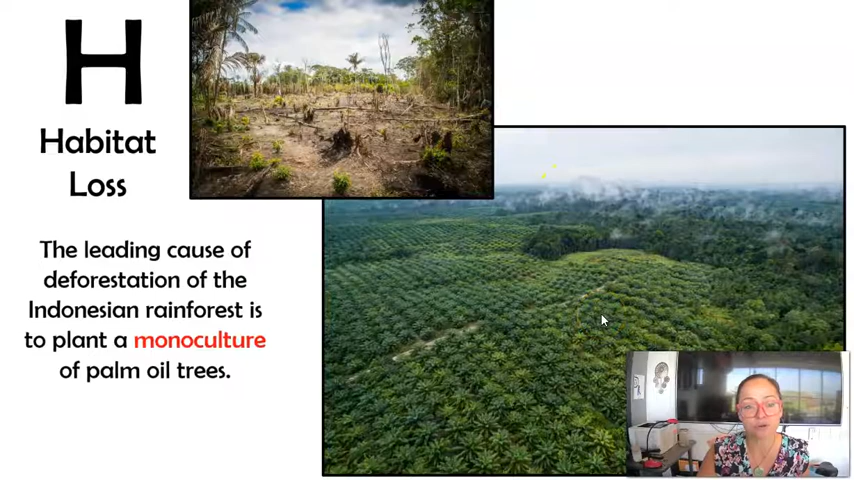 H
Habitat
Loss
The leading cause of
deforestation of the
Indonesian rainforest is
to plant a monoculture
of palm oil trees.